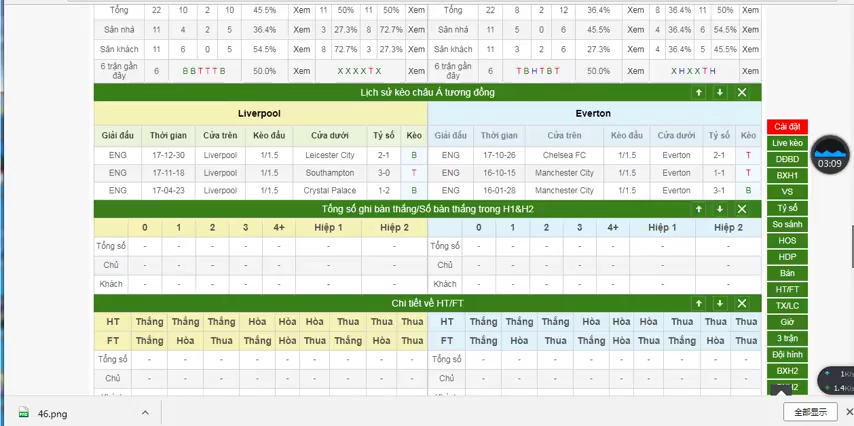 Tổng 22 10 2 10 45.5% Xem 11 50% 11 50% Xem Tổng 22 8 2 12 36.4% Xem 8 36.4% 11 50% Xem
Sân nhà 11 4 2 5 36.4% Xem 3 27.3% 8 72.7% Xem Sân nhà 11 5 0 6 45.5% Xem 4 36.4% 6 54.5% Xem
Sân khách 11 6 0 5 54.5% Xem 8 72.7% 3 27.3% Xem Sân khách 11 3 2 6 27.3% Xem 4 36.4% 5 45.5% Xem
6 trận gần đây 6 B B T T T B 50.0% Xem X X X X T X Xem 6 trận gần đây 6 T B H T B T 50.0% Xem X H X X T H Xem
Lịch sử kèo châu Á tương đồng
Liverpool Everton
Giải đấu Thời gian Cửa trên Kèo đấu Cửa dưới Tỷ số Kèo Giải đấu Thời gian Cửa trên Kèo đấu Cửa dưới Tỷ số Kèo
ENG 17-12-30 Liverpool 1/1.5 Leicester City 2-1 B ENG 17-10-26 Chelsea FC 1/1.5 Everton 2-1 T
ENG 17-11-18 Liverpool 1/1.5 Southampton 3-0 T ENG 16-10-15 Manchester City 1/1.5 Everton 1-1 T
ENG 17-04-23 Liverpool 1/1.5 Crystal Palace 1-2 B ENG 16-01-28 Manchester City 1/1.5 Everton 3-1 B
Tổng số ghi bàn thắng/Số bàn thắng trong H1&H2
0 1 2 3 4+ Hiệp 1 Hiệp 2 0 1 2 3 4+ Hiệp 1 Hiệp 2
Tổng số - - - - - - - - - - - - - -
Chủ - - - - - - - - - - - - - -
Khách - - - - - - - - - - - - - -
Chi tiết về HT/FT
HT Thắng Thắng Thắng Hòa Hòa Hòa Thua Thua Thua HT Thắng Thắng Thắng Hòa Hòa Hòa Thua Thua Thua
FT Thắng Hòa Thua Thắng Hòa Thua Thắng Hòa Thua FT Thắng Hòa Thua Thắng Hòa Thua Thắng Hòa Thua
Tổng số - - - - - - - - - Tổng số - - - - - - - - -
Chủ - - - - - - - - - Chủ - - - - - - - - -
Cài đặt
Live kèo
DĐBD
BXH1
VS
Tỷ số
So sánh
HOS
HDP
Bán
HT/FT
TX/LC
Giờ
3 trận
Đội hình
BXH2
03:09
1K/s
1.4K/s
46.png
全部显示